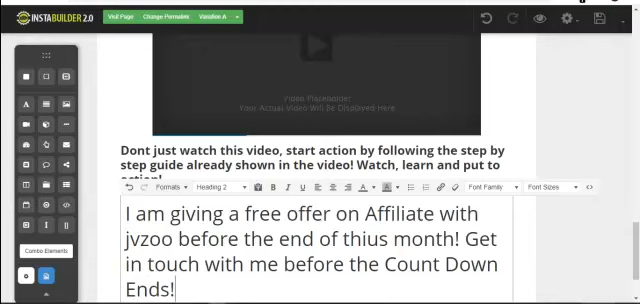 INSTABUILDER 2.0 Visit Page Change Permalink Variation A
Video Placeholder
Your Actual Video Will Be Displayed Here
Dont just watch this video, start action by following the step by
step guide already shown in the video! Watch, learn and put to
action!
Formats Heading 2 B I U A A Font Family Font Sizes
I am giving a free offer on Affiliate with
jvzoo before the end of thius month! Get
in touch with me before the Count Down
Ends!
Combo Elements